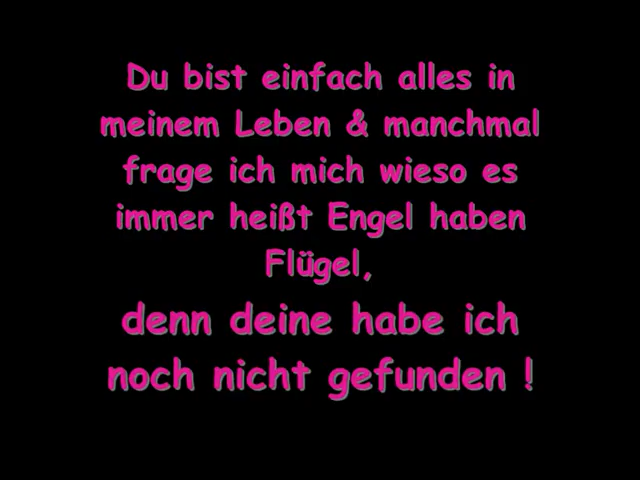 Du bist einfach alles in
meinem Leben & manchmal
frage ich mich wieso es
immer heißt Engel haben
Flügel,
denn deine habe ich
noch nicht gefunden !